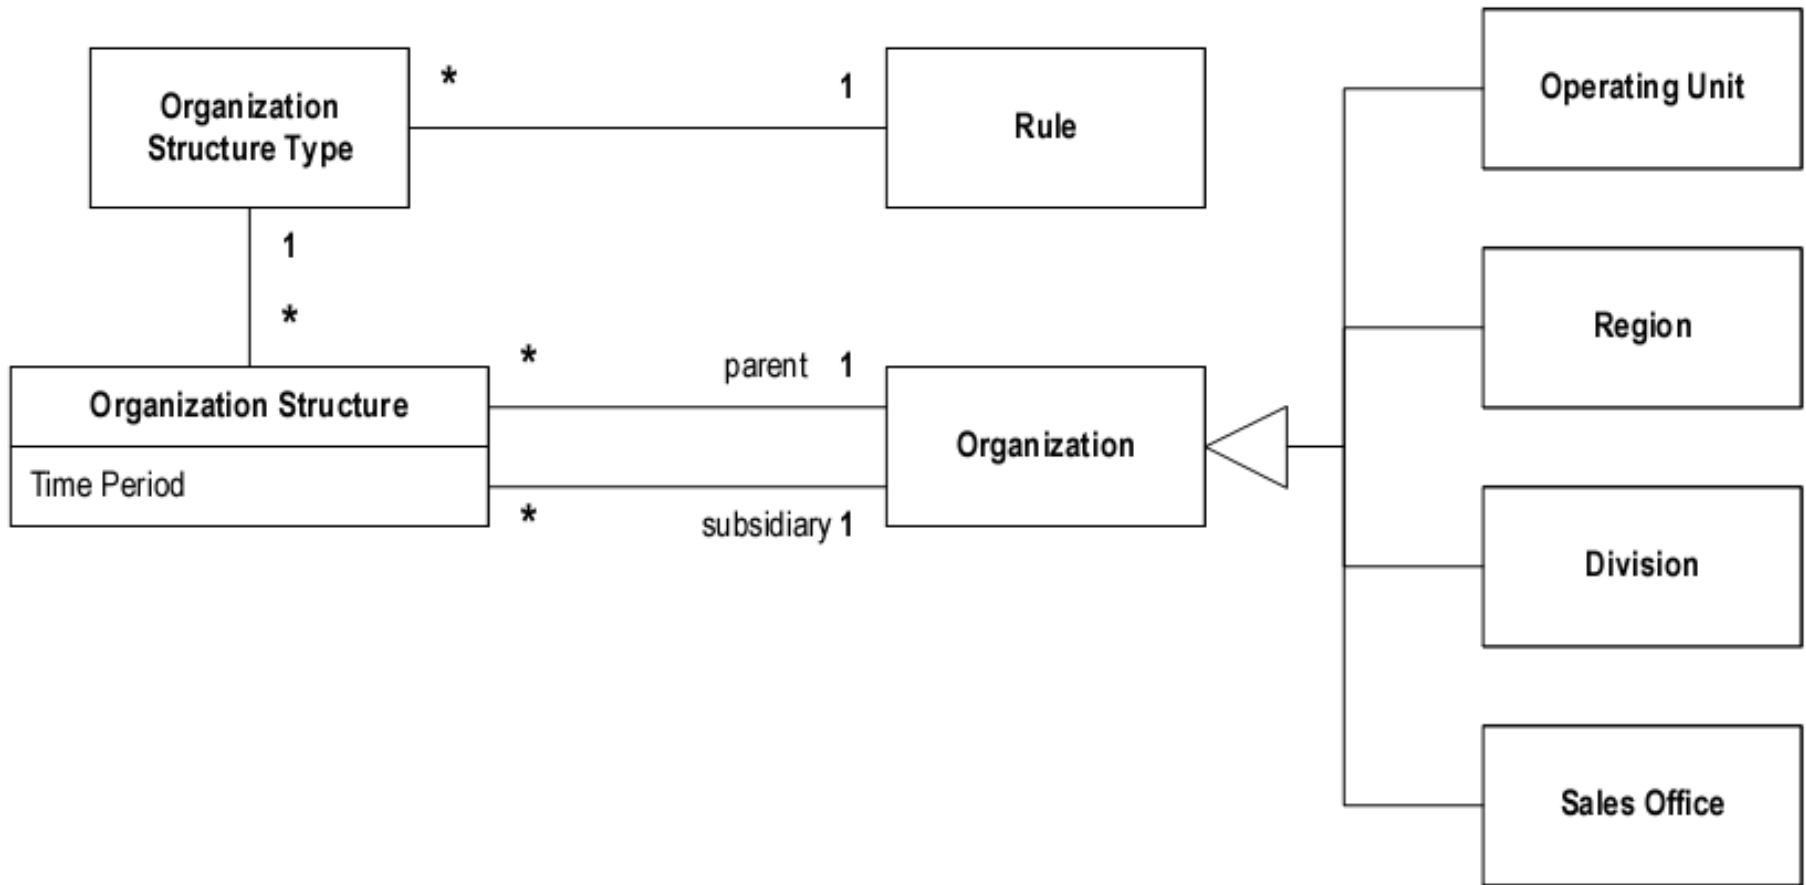 Organization
Structure Type
*
1
Rule
Operating Unit
1
*
Region
Organization Structure
Time Period
*
parent 1
Organization
*
subsidiary 1
Division
Sales Office